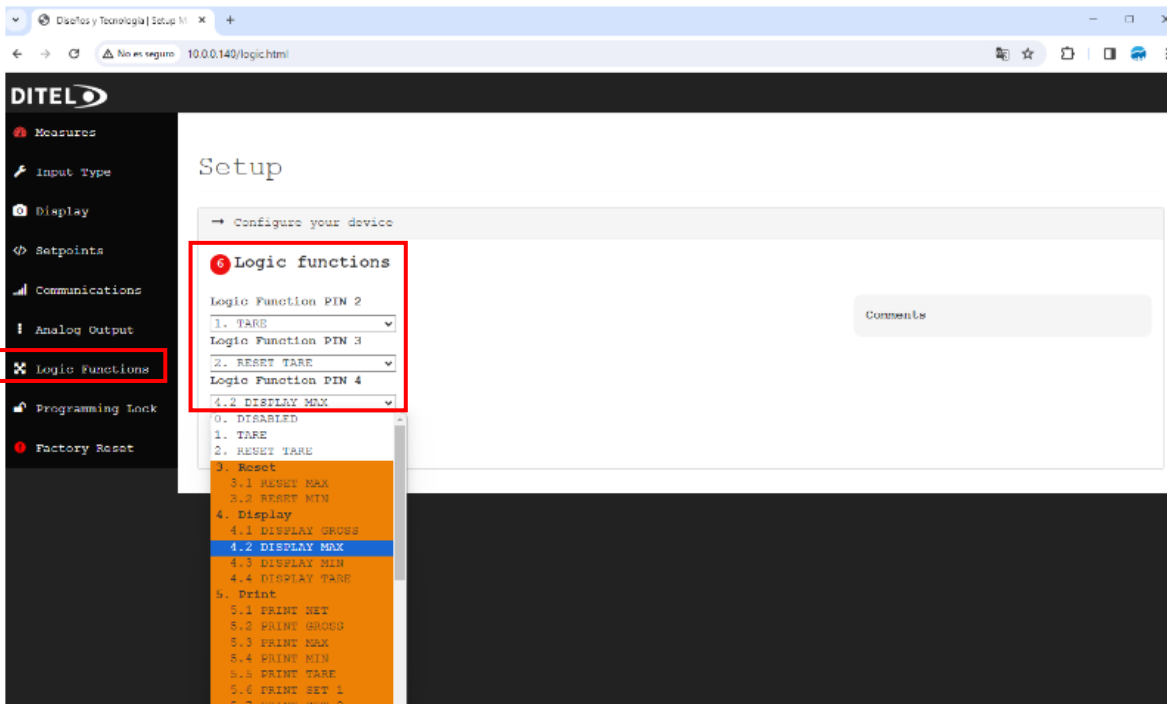 Diseños y Tecnología | Setup M
No es seguro 10.0.0.140/logic.html
DITEL
Measures
Input Type
Display
Setpoints
Communications
Analog Output
Logic Functions
Programming Lock
Factory Reset
Setup
→ Configure your device
6 Logic functions
Logic Function PIN 2
1. TARE
Logic Function PIN 3
2. RESET TARE
Logic Function PIN 4
4.2 DISPLAY MAX
0. DISABLED
1. TARE
2. RESET TARE
3. Reset
3.1 RESET MAX
3.2 RESET MIN
4. Display
4.1 DISPLAY GROSS
4.2 DISPLAY MAX
4.3 DISPLAY MIN
4.4 DISPLAY TARE
5. Print
5.1 PRINT NET
5.2 PRINT GROSS
5.3 PRINT MAX
5.4 PRINT MIN
5.5 PRINT TARE
5.6 PRINT SET 1
Comments